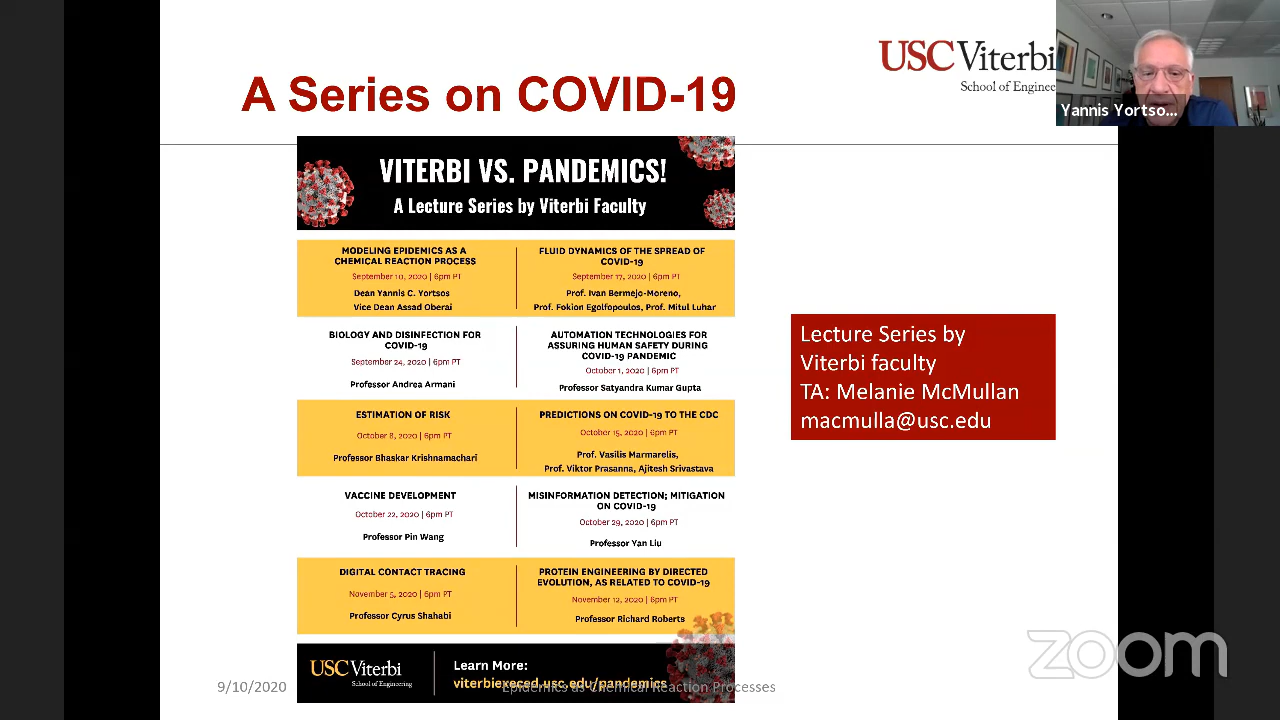 A Series on COVID-19
USC Viterbi
School of Enginee
Yannis Yortso...
VITERBI VS. PANDEMICS!
A Lecture Series by Viterbi Faculty
MODELING EPIDEMICS AS A
CHEMICAL REACTION PROCESS
September 10, 2020 | 6pm PT
Dean Yannis C. Yortsos
Vice Dean Assad Oberai
FLUID DYNAMICS OF THE SPREAD OF
COVID-19
September 17, 2020 | 6pm PT
Prof. Ivan Bermejo-Moreno,
Prof. Fokion Egolfopoulos, Prof. Mitul Luhar
BIOLOGY AND DISINFECTION FOR
COVID-19
September 24, 2020 | 6pm PT
Professor Andrea Armani
AUTOMATION TECHNOLOGIES FOR
ASSURING HUMAN SAFETY DURING
COVID-19 PANDEMIC
October 1, 2020 | 6pm PT
Professor Satyandra Kumar Gupta
ESTIMATION OF RISK
October 8, 2020 | 6pm PT
Professor Bhaskar Krishnamachari
PREDICTIONS ON COVID-19 TO THE CDC
October 15, 2020 | 6pm PT
Prof. Vasilis Marmarelis,
Prof. Viktor Prasanna, Ajitesh Srivastava
VACCINE DEVELOPMENT
October 22, 2020 | 6pm PT
Professor Pin Wang
MISINFORMATION DETECTION; MITIGATION
ON COVID-19
October 29, 2020 | 6pm PT
Professor Yan Liu
DIGITAL CONTACT TRACING
November 5, 2020 | 6pm PT
Professor Cyrus Shahabi
PROTEIN ENGINEERING BY DIRECTED
EVOLUTION, AS RELATED TO COVID-19
November 12, 2020 | 6pm PT
Professor Richard Roberts
USC Viterbi
School of Engineering
Learn More:
viterbiexeced.usc.edu/pandemics
Lecture Series by
Viterbi faculty
TA: Melanie McMullan
macmulla@usc.edu
9/10/2020
Epidemics as Chemical Reaction Processes
zoom